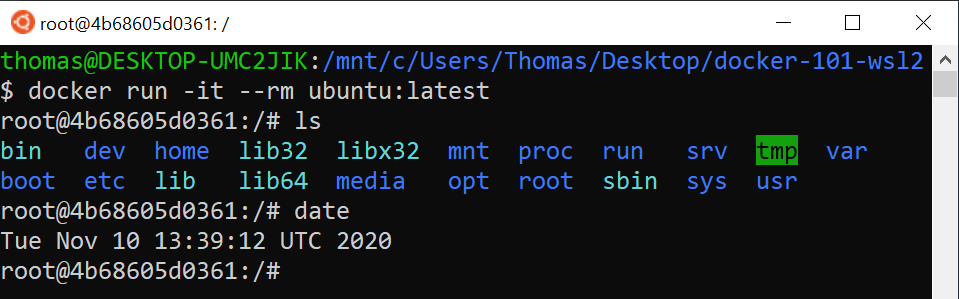 root@4b68605d0361: /
thomas@DESKTOP-UMC2JIK:/mnt/c/Users/Thomas/Desktop/docker-101-wsl2
$ docker run -it --rm ubuntu:latest
root@4b68605d0361:/# ls
bin   dev  home  lib32  libx32  mnt  proc  run   srv  tmp  var
boot  etc  lib   lib64  media   opt  root  sbin  sys  usr
root@4b68605d0361:/# date
Tue Nov 10 13:39:12 UTC 2020
root@4b68605d0361:/#